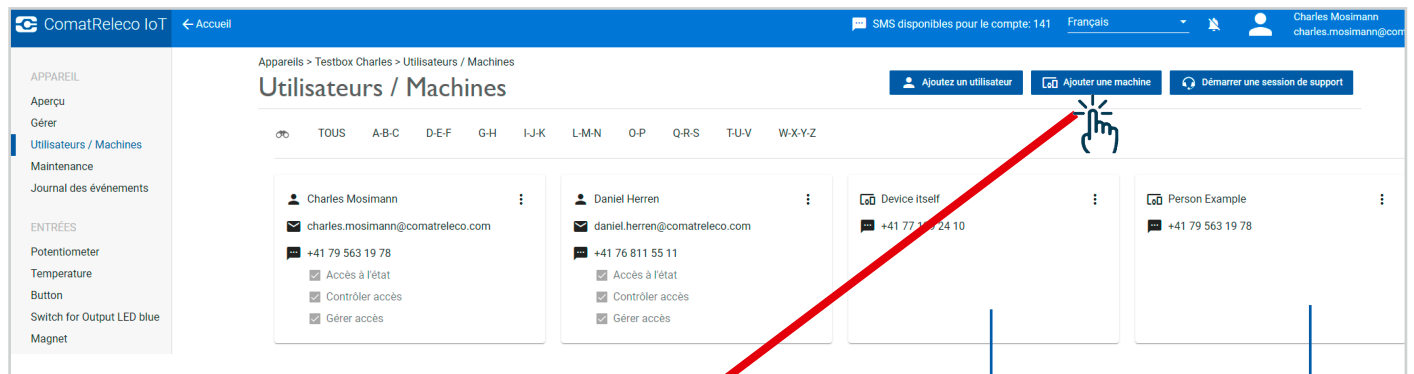 ComatReleco IoT
Accueil
SMS disponibles pour le compte: 141
Français
Charles Mosimann
charles.mosimann@com
APPAREIL
Aperçu
Gérer
Utilisateurs / Machines
Maintenance
Journal des événements
ENTRÉES
Potentiometer
Temperature
Button
Switch for Output LED blue
Magnet
Appareils > Testbox Charles > Utilisateurs / Machines
Utilisateurs / Machines
Ajoutez un utilisateur
Ajouter une machine
Démarrer une session de support
TOUS A-B-C D-E-F G-H I-J-K L-M-N O-P Q-R-S T-U-V W-X-Y-Z
Charles Mosimann
charles.mosimann@comatreleco.com
+41 79 563 19 78
Accès à l'état
Contrôler accès
Gérer accès
Daniel Herren
daniel.herren@comatreleco.com
+41 76 811 55 11
Accès à l'état
Contrôler accès
Gérer accès
Device itself
+41 77 24 10
Person Example
+41 79 563 19 78